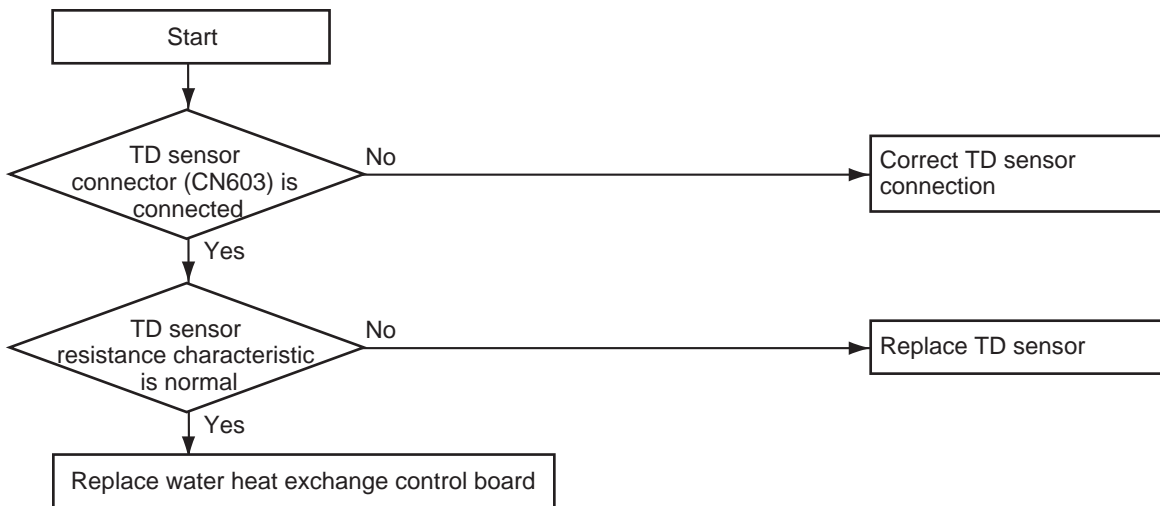 Start
TD sensor
connector (CN603) is
connected
No
Correct TD sensor
connection
Yes
TD sensor
resistance characteristic
is normal
No
Replace TD sensor
Yes
Replace water heat exchange control board